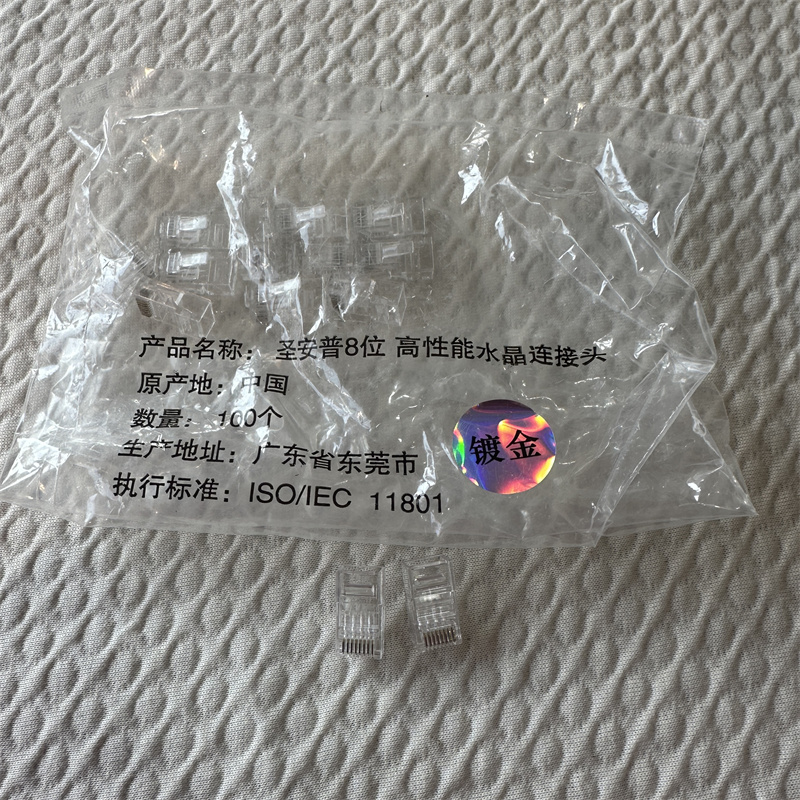 产品名称：圣安普8位 高性能水晶连接头
原产地：中国
数量：100个
生产地址：广东省东莞市
执行标准：ISO/IEC 11801
镀金